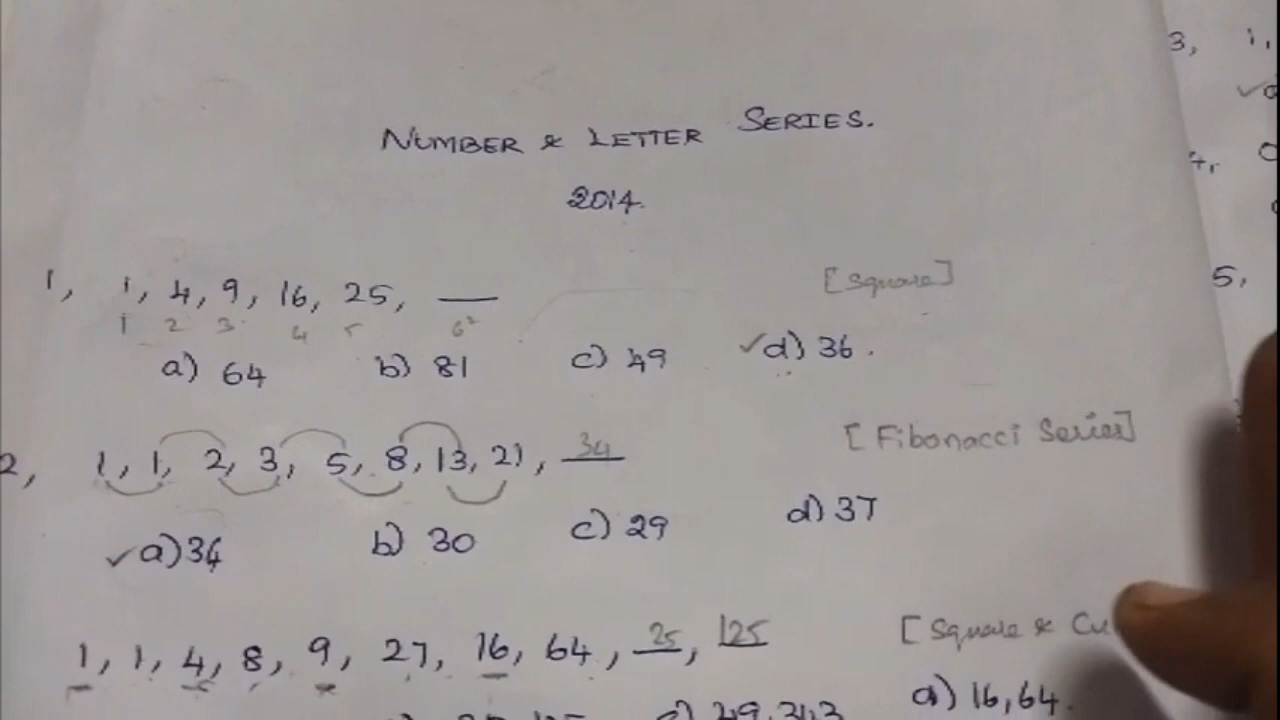 NUMBER & LETTER SERIES.
2014.
1, 1, 4, 9, 16, 25, ___ [Square]
1 2 3 4 5 6²
a) 64 b) 81 c) 49 ✓d) 36.
2, 1, 1, 2, 3, 5, 8, 13, 21, 34 [Fibonacci Series]
✓a) 34 b) 30 c) 29 d) 37
1, 1, 4, 8, 9, 27, 16, 64, 25, 125 [Square &
a) 16,64.
3, 1,
4,
5,